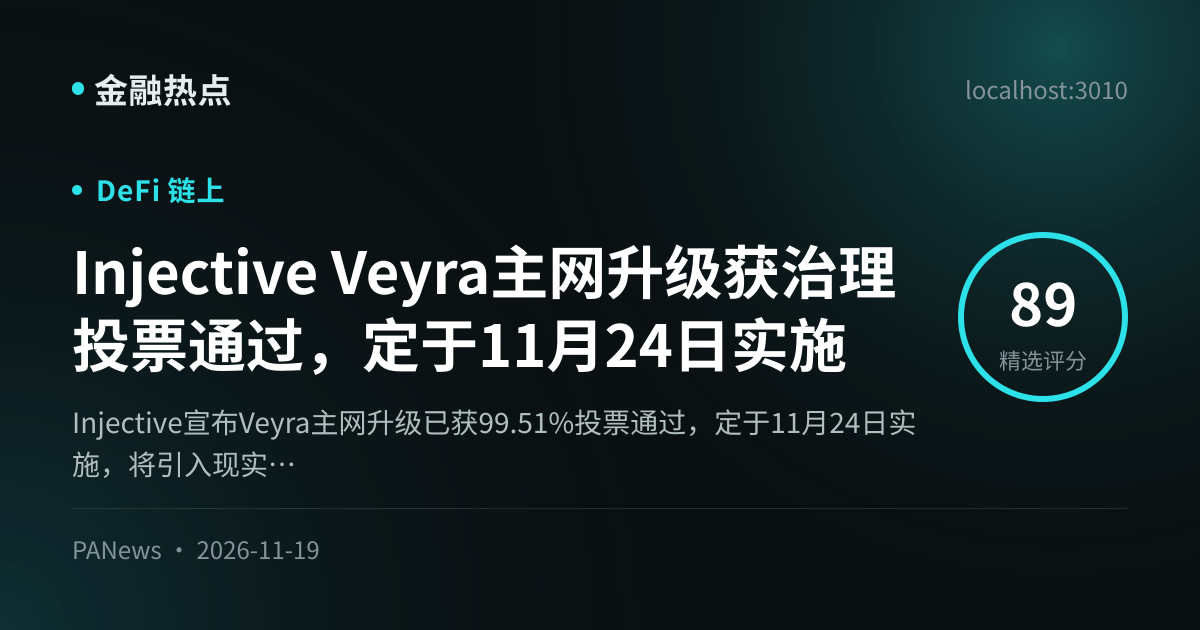 金融热点
localhost:3010
DeFi 链上
Injective Veyra主网升级获治理
投票通过，定于11月24日实施
89
精选评分
Injective宣布Veyra主网升级已获99.51%投票通过，定于11月24日实
施，将引入现实…
PANews • 2026-11-19